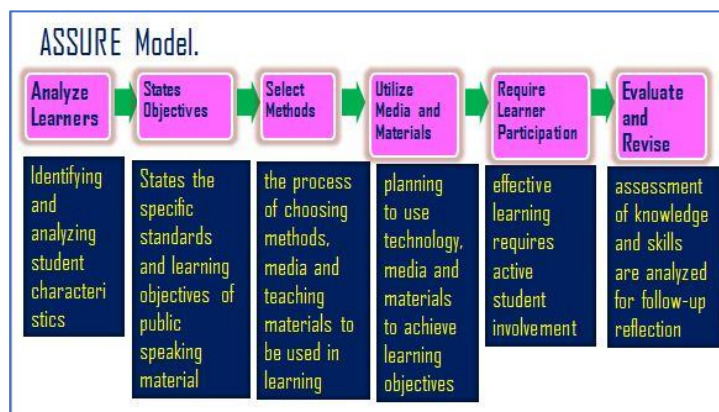 ASSURE Model.
Analyze
Learners
States
Objectives
Select
Methods
Utilize
Media and
Materials
Require
Learner
Participation
Evaluate
and
Revise
Identifying
and
analyzing
student
characteri
stics
States the
specific
standards
and learning
objectives of
public
speaking
material
the process
of choosing
methods,
media and
teaching
materials to
be used in
learning
planning
to use
technology,
media and
materials
to achieve
learning
objectives
effective
learning
requires
active
student
involvement
assessment
of knowledge
and skills
are analyzed
for follow-up
reflection